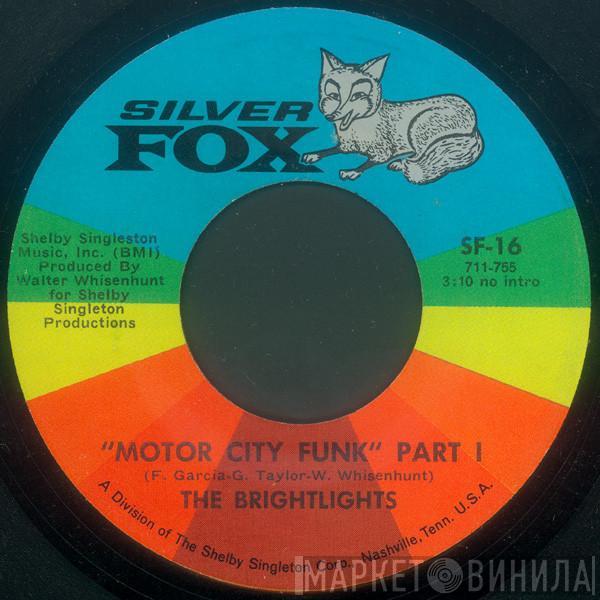 SILVER
FOX
Shelby Singleston
Music, Inc. (BMI)
Produced By
Walter Whisenhunt
for Shelby
Singleton
Productions
SF-16
711-755
3:10 no intro
"MOTOR CITY FUNK" PART I
(F. Garcia-G. Taylor-W. Whisenhunt)
THE BRIGHTLIGHTS
A Division of The Shelby Singleton Corp., Nashville, Tenn. U.S.A.
МАРКЕТ ВИНИЛА